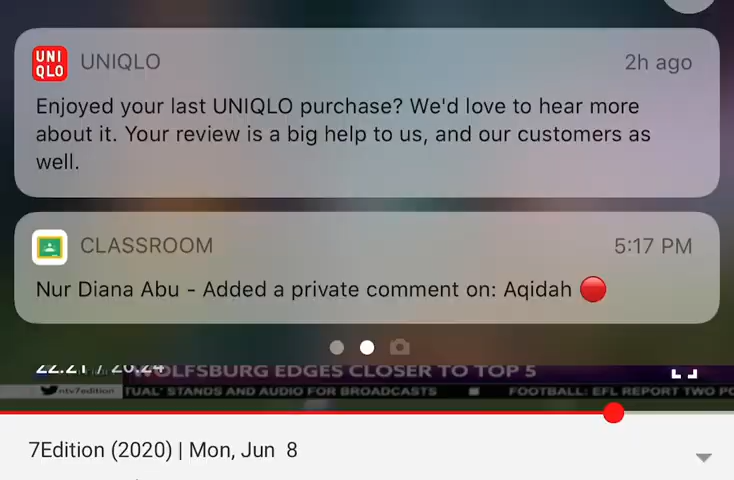 UNI
QLO
UNIQLO
2h ago
Enjoyed your last UNIQLO purchase? We'd love to hear more
about it. Your review is a big help to us, and our customers as
well.
CLASSROOM
5:17 PM
Nur Diana Abu - Added a private comment on: Aqidah 🔴
WOLFSBURG EDGES CLOSER TO TOP 5
ntv7edition
TUAL' STANDS AND AUDIO FOR BROADCASTS
FOOTBALL: EFL REPORT TWO PO
7Edition (2020) | Mon, Jun 8